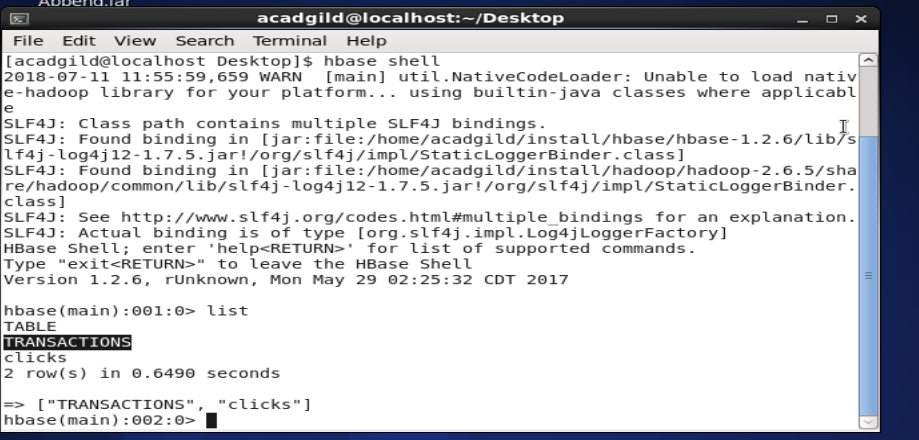 Append.jar
acadgild@localhost:~/Desktop
File Edit View Search Terminal Help
[acadgild@localhost Desktop]$ hbase shell
2018-07-11 11:55:59,659 WARN  [main] util.NativeCodeLoader: Unable to load nativ
e-hadoop library for your platform... using builtin-java classes where applicabl
e
SLF4J: Class path contains multiple SLF4J bindings.
SLF4J: Found binding in [jar:file:/home/acadgild/install/hbase/hbase-1.2.6/lib/s
lf4j-log4j12-1.7.5.jar!/org/slf4j/impl/StaticLoggerBinder.class]
SLF4J: Found binding in [jar:file:/home/acadgild/install/hadoop/hadoop-2.6.5/sha
re/hadoop/common/lib/slf4j-log4j12-1.7.5.jar!/org/slf4j/impl/StaticLoggerBinder.
class]
SLF4J: See http://www.slf4j.org/codes.html#multiple_bindings for an explanation.
SLF4J: Actual binding is of type [org.slf4j.impl.Log4jLoggerFactory]
HBase Shell; enter 'help<RETURN>' for list of supported commands.
Type "exit<RETURN>" to leave the HBase Shell
Version 1.2.6, rUnknown, Mon May 29 02:25:32 CDT 2017
hbase(main):001:0> list
TABLE
TRANSACTIONS
clicks
2 row(s) in 0.6490 seconds
=> ["TRANSACTIONS", "clicks"]
hbase(main):002:0>